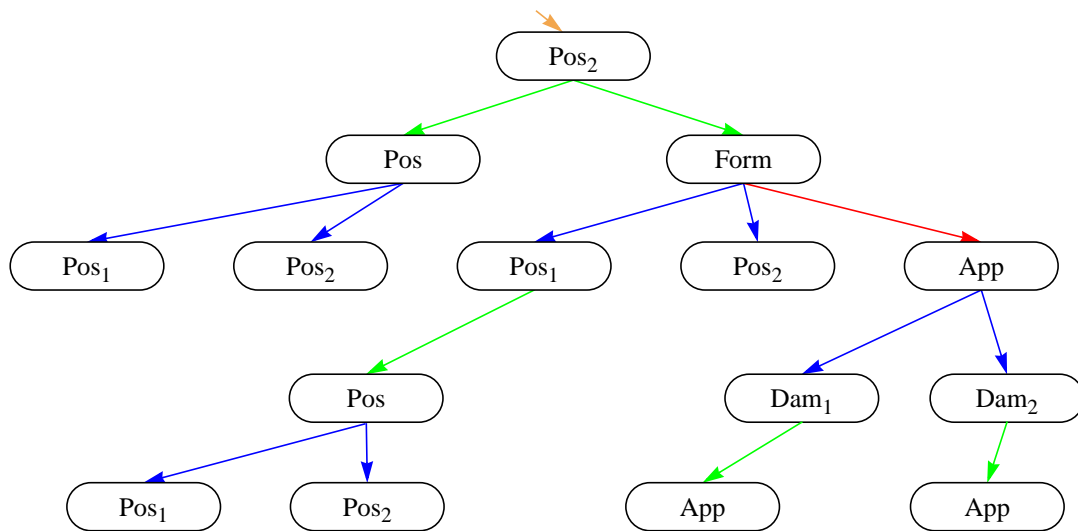 Pos₂
Pos Form
Pos₁ Pos₂ Pos₁ Pos₂ App
Pos Dam₁ Dam₂
Pos₁ Pos₂ App App